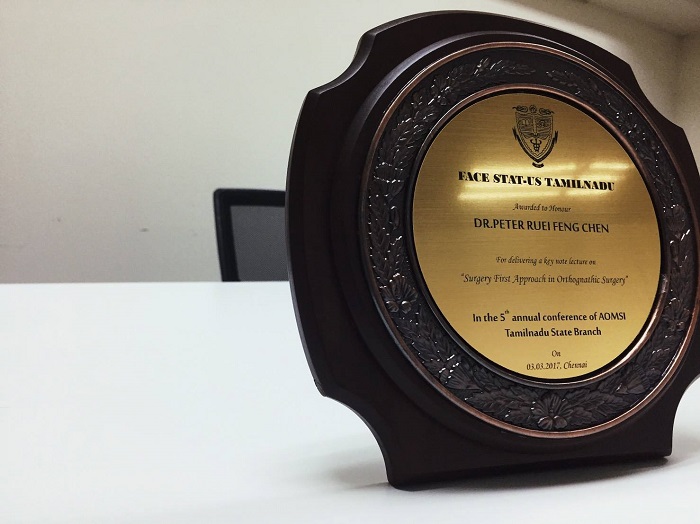 FACE STAT-US TAMILNADU
Awarded to Honour
DR.PETER RUEI FENG CHEN
For delivering a key note lecture on
"Surgery First Approach in Orthognathic Surgery"
In the 5th annual conference of AOMSI
Tamilnadu State Branch
On
03.03.2017, Chennai